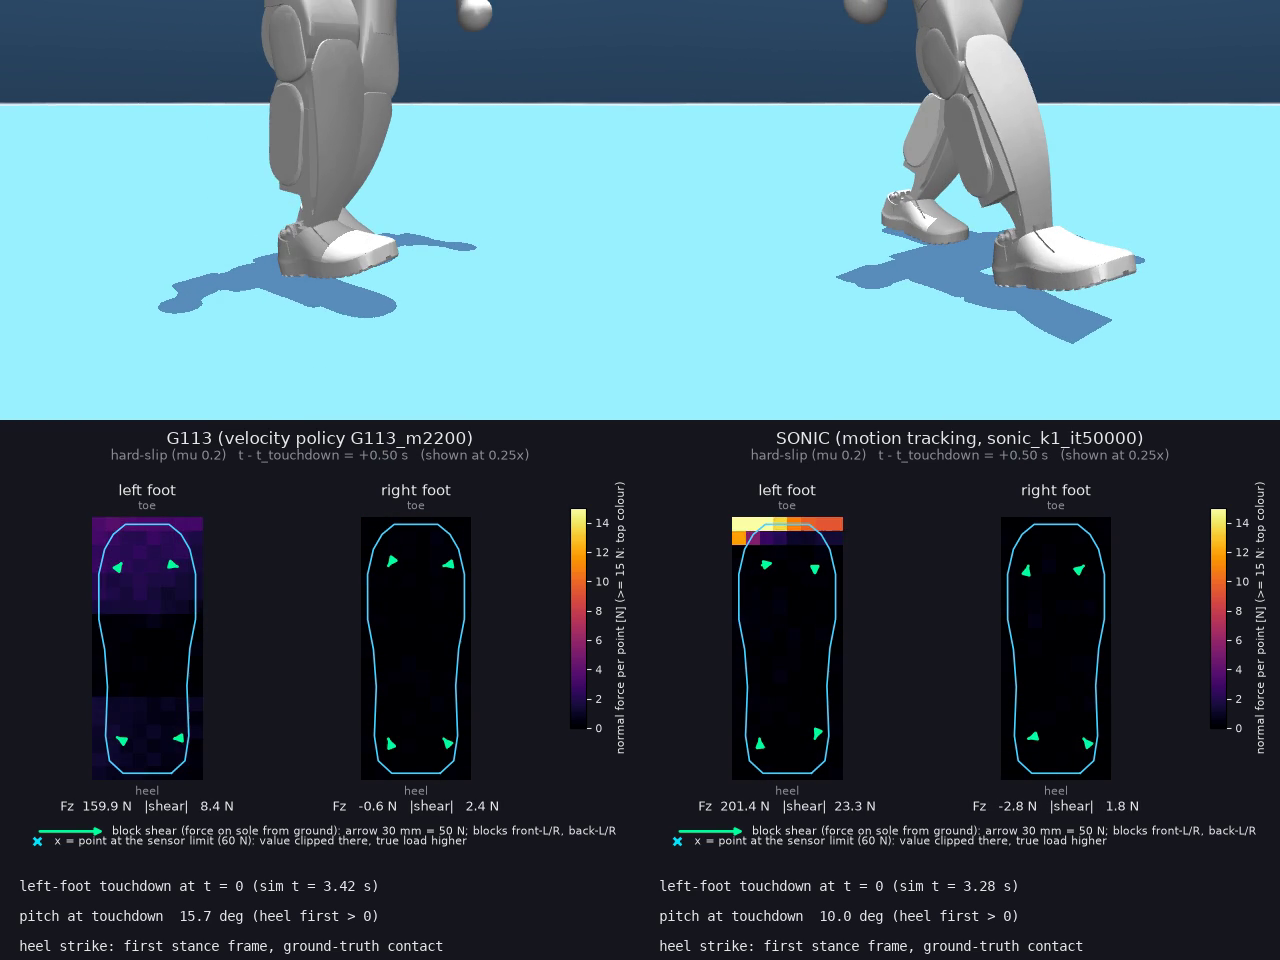 G113 (velocity policy G113_m2200)
hard-slip (mu 0.2)   t - t_touchdown = +0.50 s   (shown at 0.25x)
left foot
right foot
toe
toe
14
12
10
8
6
4
2
0
normal force per point [N] (>= 15 N: top colour)
heel
heel
Fz  159.9 N   |shear|   8.4 N
Fz   -0.6 N   |shear|   2.4 N
block shear (force on sole from ground): arrow 30 mm = 50 N; blocks front-L/R, back-L/R
x = point at the sensor limit (60 N): value clipped there, true load higher
left-foot touchdown at t = 0 (sim t = 3.42 s)
pitch at touchdown  15.7 deg (heel first > 0)
heel strike: first stance frame, ground-truth contact
SONIC (motion tracking, sonic_k1_it50000)
hard-slip (mu 0.2)   t - t_touchdown = +0.50 s   (shown at 0.25x)
left foot
right foot
toe
toe
14
12
10
8
6
4
2
0
normal force per point [N] (>= 15 N: top colour)
heel
heel
Fz  201.4 N   |shear|  23.3 N
Fz   -2.8 N   |shear|   1.8 N
block shear (force on sole from ground): arrow 30 mm = 50 N; blocks front-L/R, back-L/R
x = point at the sensor limit (60 N): value clipped there, true load higher
left-foot touchdown at t = 0 (sim t = 3.28 s)
pitch at touchdown  10.0 deg (heel first > 0)
heel strike: first stance frame, ground-truth contact